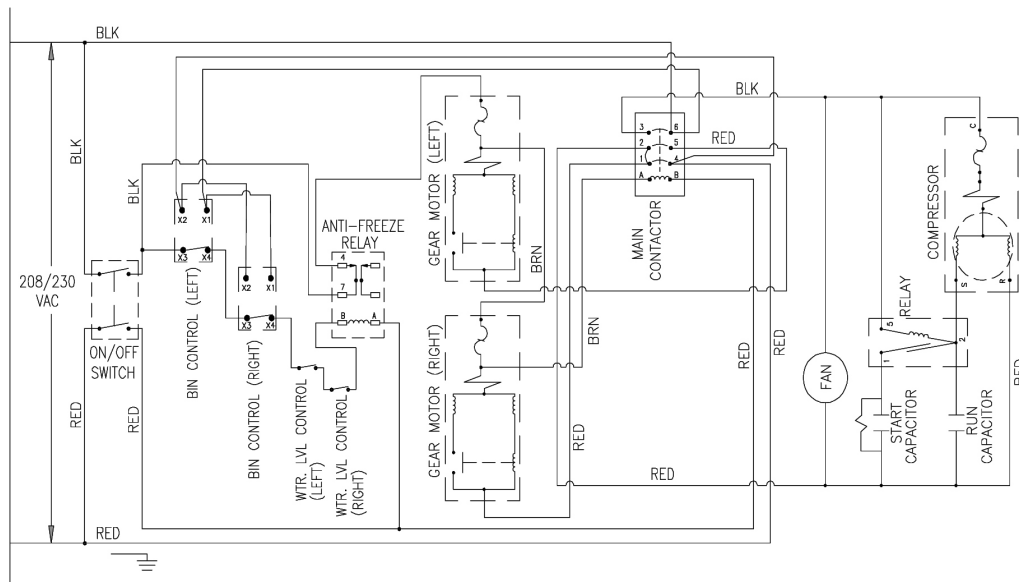 BLK
BLK
BLK
208/230
VAC
ON/OFF
SWITCH
RED
RED
RED
X2 X1
X3 X4
BIN CONTROL (LEFT)
X2 X1
X3 X4
BIN CONTROL (RIGHT)
WTR. LVL CONTROL
(LEFT)
WTR. LVL CONTROL
(RIGHT)
ANTI-FREEZE
RELAY
4
7
B A
GEAR MOTOR (LEFT)
BRN
GEAR MOTOR (RIGHT)
BRN
RED
3 6
2 5
1 4
A B
MAIN
CONTACTOR
RED
BLK
RED
RED
RED
FAN
COMPRESSOR
C
S R
RELAY
5
1 2
START
CAPACITOR
RUN
CAPACITOR
RED